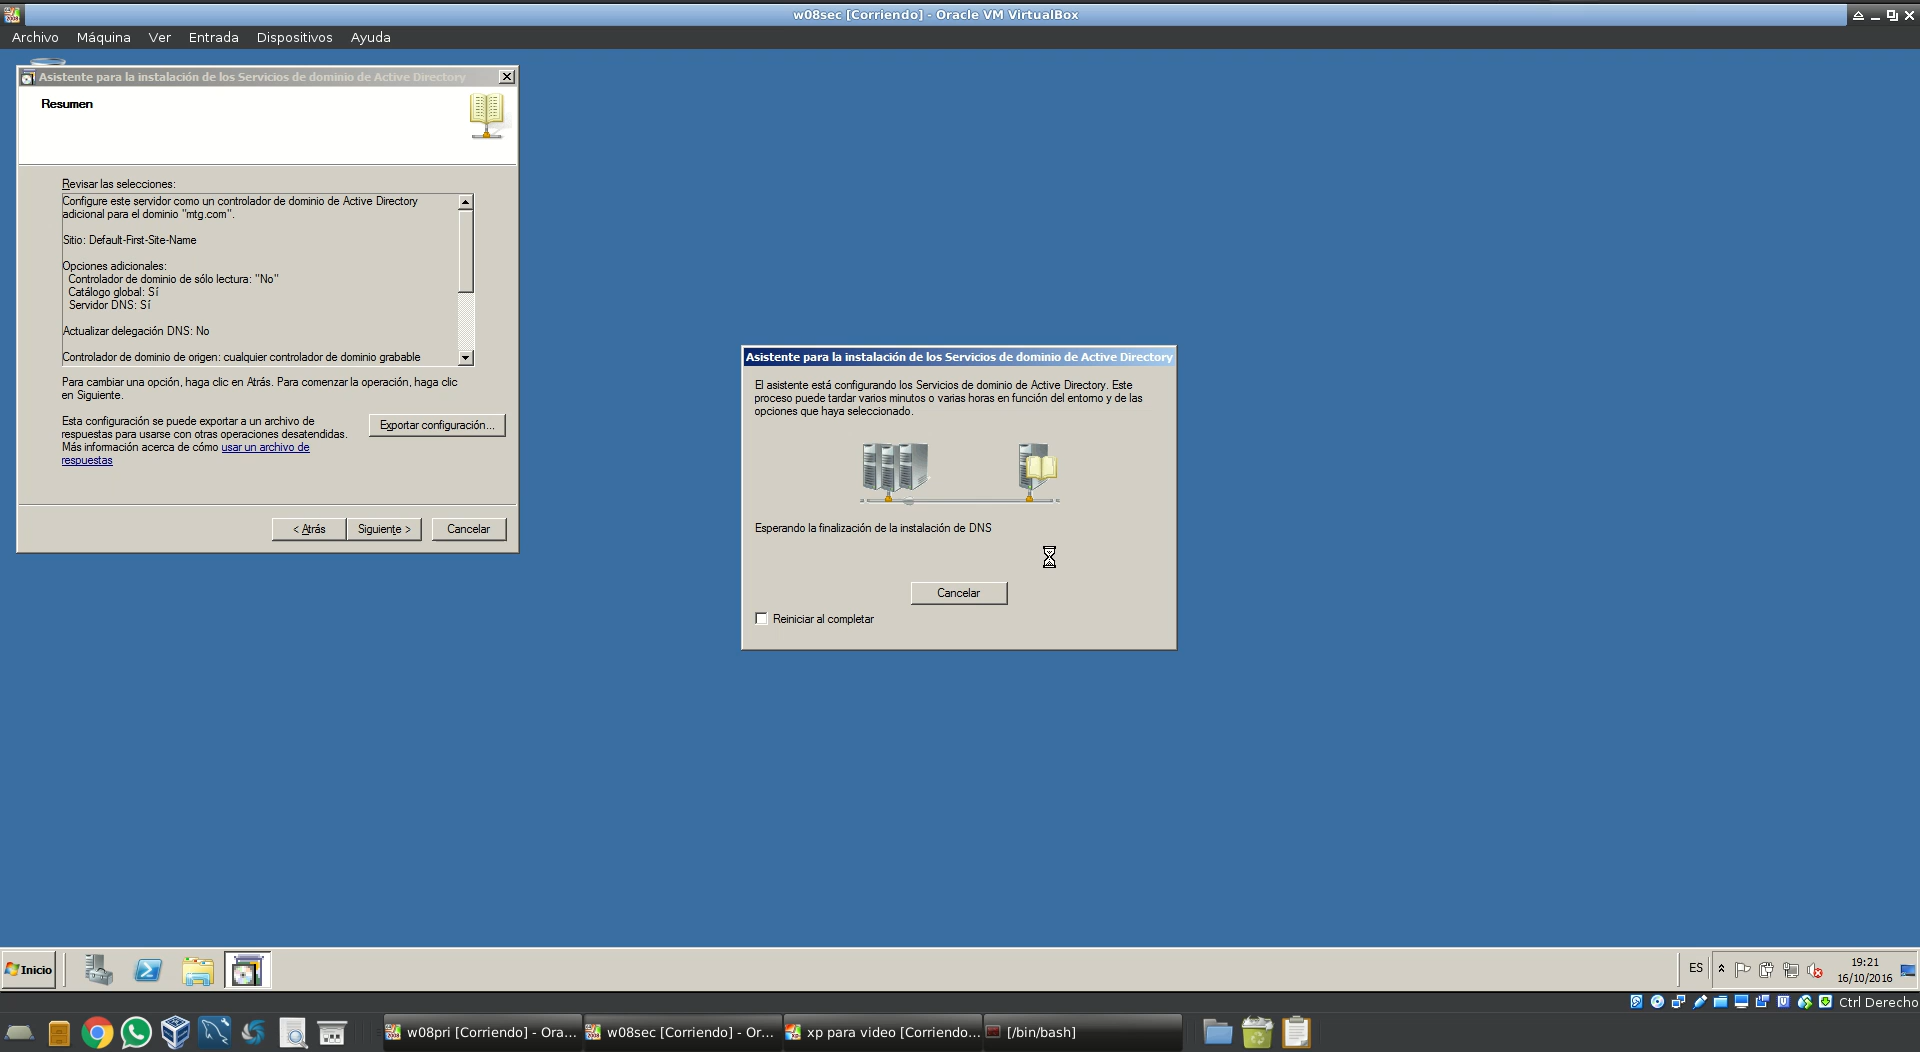 w08sec [Corriendo] - Oracle VM VirtualBox
Archivo Máquina Ver Entrada Dispositivos Ayuda
Asistente para la instalación de los Servicios de dominio de Active Directory
Resumen
Revisar las selecciones:
Configure este servidor como un controlador de dominio de Active Directory
adicional para el dominio "mtg.com".
Sitio: Default-First-Site-Name
Opciones adicionales:
Controlador de dominio de sólo lectura: "No"
Catálogo global: Sí
Servidor DNS: Sí
Actualizar delegación DNS: No
Controlador de dominio de origen: cualquier controlador de dominio grabable
Para cambiar una opción, haga clic en Atrás. Para comenzar la operación, haga clic
en Siguiente.
Esta configuración se puede exportar a un archivo de
respuestas para usarse con otras operaciones desatendidas.
Más información acerca de cómo usar un archivo de
respuestas
Exportar configuración...
< Atrás Siguiente > Cancelar
Asistente para la instalación de los Servicios de dominio de Active Directory
El asistente está configurando los Servicios de dominio de Active Directory. Este
proceso puede tardar varios minutos o varias horas en función del entorno y de las
opciones que haya seleccionado.
Esperando la finalización de la instalación de DNS
Cancelar
Reiniciar al completar
Inicio
ES
19:21
16/10/2016
Ctrl Derecho
w08pri [Corriendo] - Ora... w08sec [Corriendo] - Or... xp para video [Corriendo... [/bin/bash]